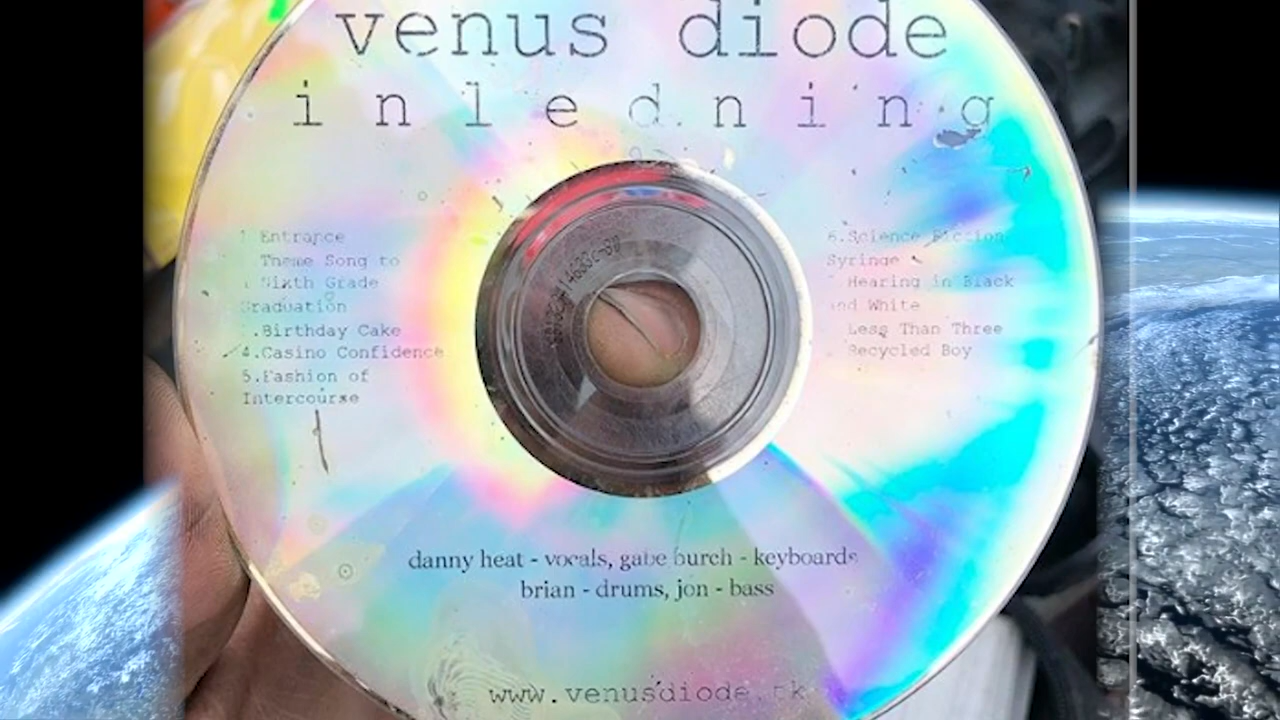 venus diode
inledning
1 Entrance
Theme Song to
Sixth Grade
Graduation
.Birthday Cake
4.Casino Confidence
5.Fashion of
Intercourse
6.Science Fiction
Syringe
Hearing in Black
and White
Less Than Three
Recycled Boy
danny heat - vocals, gabe burch - keyboards
brian - drums, jon - bass
www.venusdiode.tk